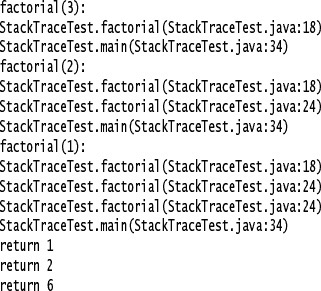 factorial(3):
StackTraceTest.factorial(StackTraceTest.java:18)
StackTraceTest.main(StackTraceTest.java:34)
factorial(2):
StackTraceTest.factorial(StackTraceTest.java:18)
StackTraceTest.factorial(StackTraceTest.java:24)
StackTraceTest.main(StackTraceTest.java:34)
factorial(1):
StackTraceTest.factorial(StackTraceTest.java:18)
StackTraceTest.factorial(StackTraceTest.java:24)
StackTraceTest.factorial(StackTraceTest.java:24)
StackTraceTest.main(StackTraceTest.java:34)
return 1
return 2
return 6